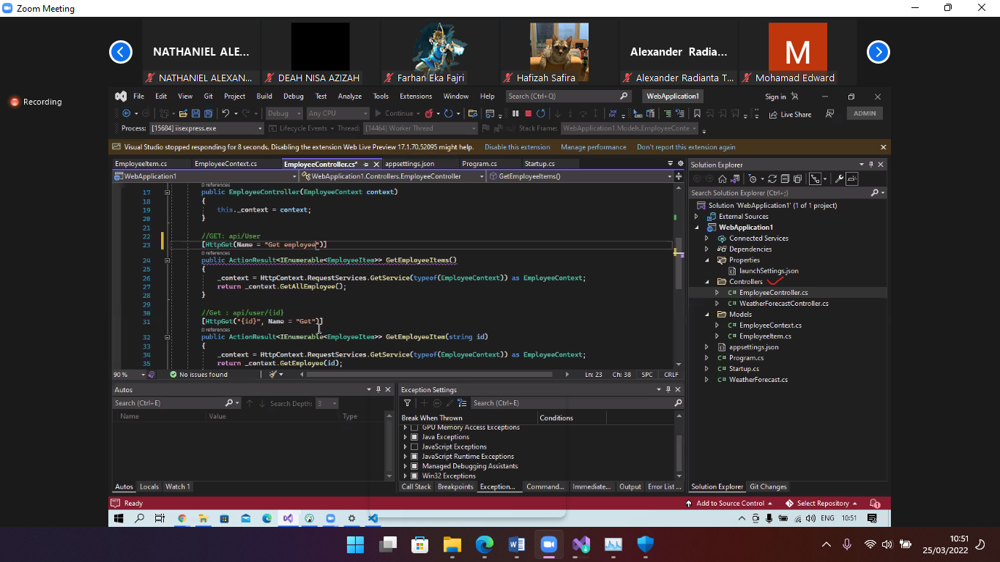 Zoom Meeting
NATHANIEL ALE...
Alexander Radia...
M
NATHANIEL ALEXAN...
DEAH NISA AZIZAH
Farhan Eka Fajri
Hafizah Safira
Alexander Radianta T...
Mohamad Edward
Recording
File Edit View Git Project Build Debug Test Analyze Tools Extensions Window Help Search (Ctrl+Q) WebApplication1 Sign in
Debug Any CPU Continue Live Share ADMIN
Process: [15684] iisexpress.exe Lifecycle Events Thread: [14464] Worker Thread Stack Frame: WebApplication1.Models.EmployeeConte
Visual Studio stopped responding for 8 seconds. Disabling the extension Web Live Preview 17.1.70.52095 might help. Disable this extension Manage performance Don't report this extension again
EmployeeItem.cs EmployeeContext.cs EmployeeController.cs* appsettings.json Program.cs Startup.cs
WebApplication1 WebApplication1.Controllers.EmployeeController GetEmployeeItems()
0 references
17 public EmployeeController(EmployeeContext context)
18 {
19 this._context = context;
20 }
21
22 //GET: api/User
23 [HttpGet(Name = "Get employee")]
0 references
24 public ActionResult<IEnumerable<EmployeeItem>> GetEmployeeItems()
25 {
26 _context = HttpContext.RequestServices.GetService(typeof(EmployeeContext)) as EmployeeContext;
27 return _context.GetAllEmployee();
28 }
29
30 //Get : api/user/{id}
31 [HttpGet("{id}", Name = "Get")]
0 references
32 public ActionResult<IEnumerable<EmployeeItem>> GetEmployeeItem(string id)
33 {
34 _context = HttpContext.RequestServices.GetService(typeof(EmployeeContext)) as EmployeeContext;
35 return _context.GetEmployee(id);
90 % No issues found Ln: 23 Ch: 38 SPC CRLF
Solution Explorer
Search Solution Explorer (Ctrl+;)
Solution 'WebApplication1' (1 of 1 project)
External Sources
WebApplication1
Connected Services
Dependencies
Properties
launchSettings.json
Controllers
C# EmployeeController.cs
C# WeatherForecastController.cs
Models
C# EmployeeContext.cs
C# EmployeeItem.cs
appsettings.json
C# Program.cs
C# Startup.cs
C# WeatherForecast.cs
Autos
Search (Ctrl+E) Search Depth: 3
Name Value Type
Autos Locals Watch 1
Exception Settings
Search (Ctrl+E)
Break When Thrown Conditions
GPU Memory Access Exceptions
Java Exceptions
JavaScript Exceptions
JavaScript Runtime Exceptions
Managed Debugging Assistants
Win32 Exceptions
Call Stack Breakpoints Exception... Command... Immediate... Output Error List ...
Solution Explorer Git Changes
Ready Add to Source Control Select Repository 1
ENG 10:51
10:51
25/03/2022